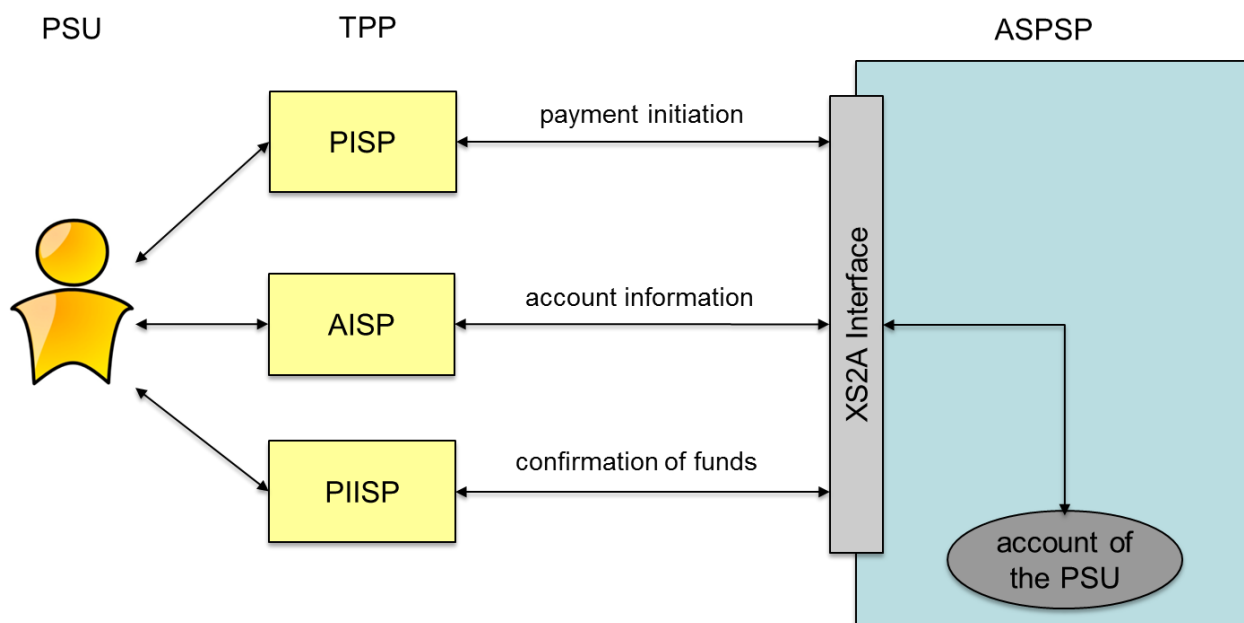 PSU
TPP
ASPSP
PISP
payment initiation
AISP
account information
XS2A Interface
PIISP
confirmation of funds
account of
the PSU